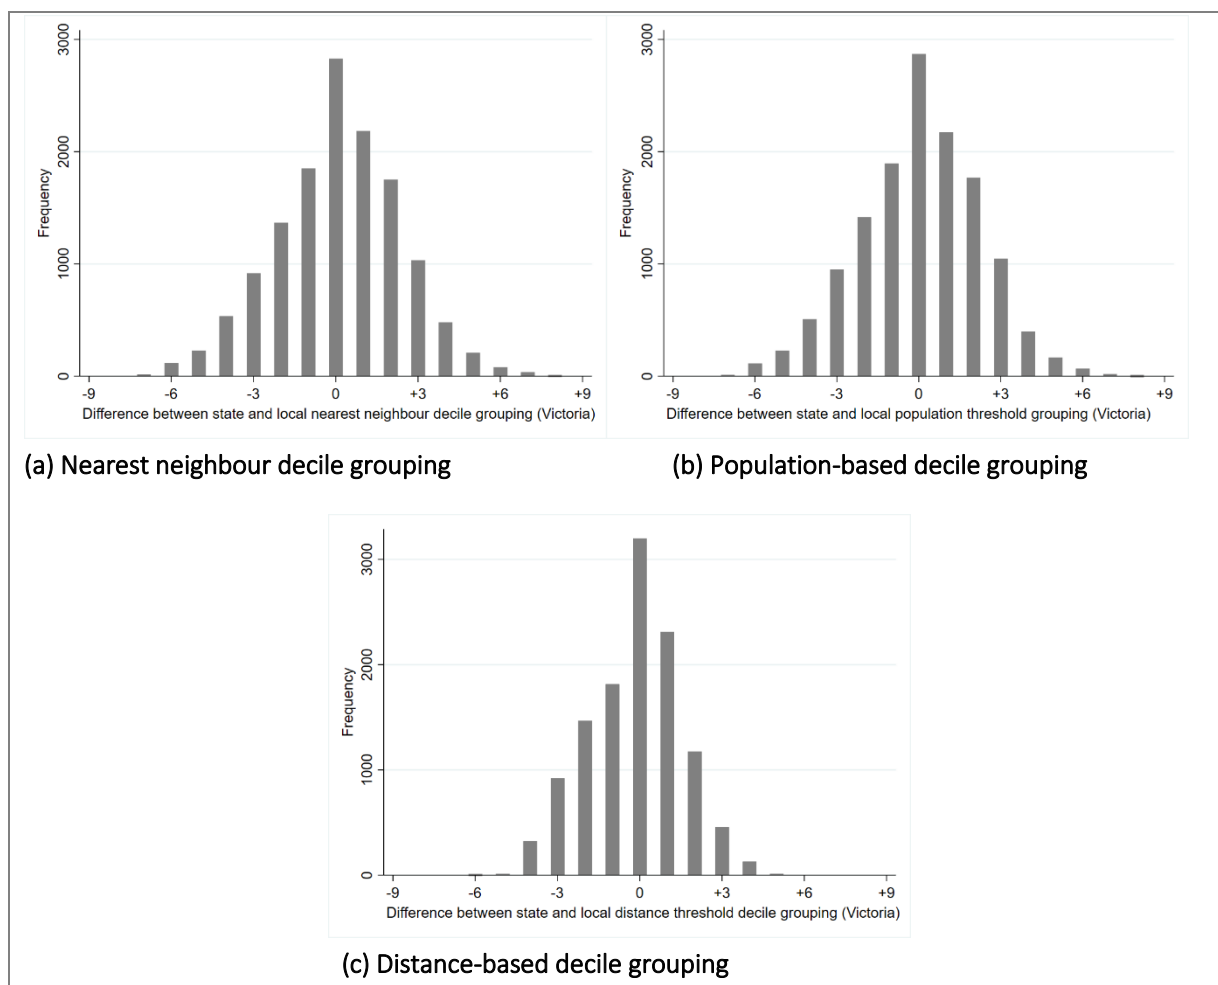 3000
2000
1000
0
Frequency
-9 -6 -3 0 +3 +6 +9
Difference between state and local nearest neighbour decile grouping (Victoria)
(a) Nearest neighbour decile grouping
3000
2000
1000
0
Frequency
-9 -6 -3 0 +3 +6 +9
Difference between state and local population threshold grouping (Victoria)
(b) Population-based decile grouping
3000
2000
1000
0
Frequency
-9 -6 -3 0 +3 +6 +9
Difference between state and local distance threshold decile grouping (Victoria)
(c) Distance-based decile grouping